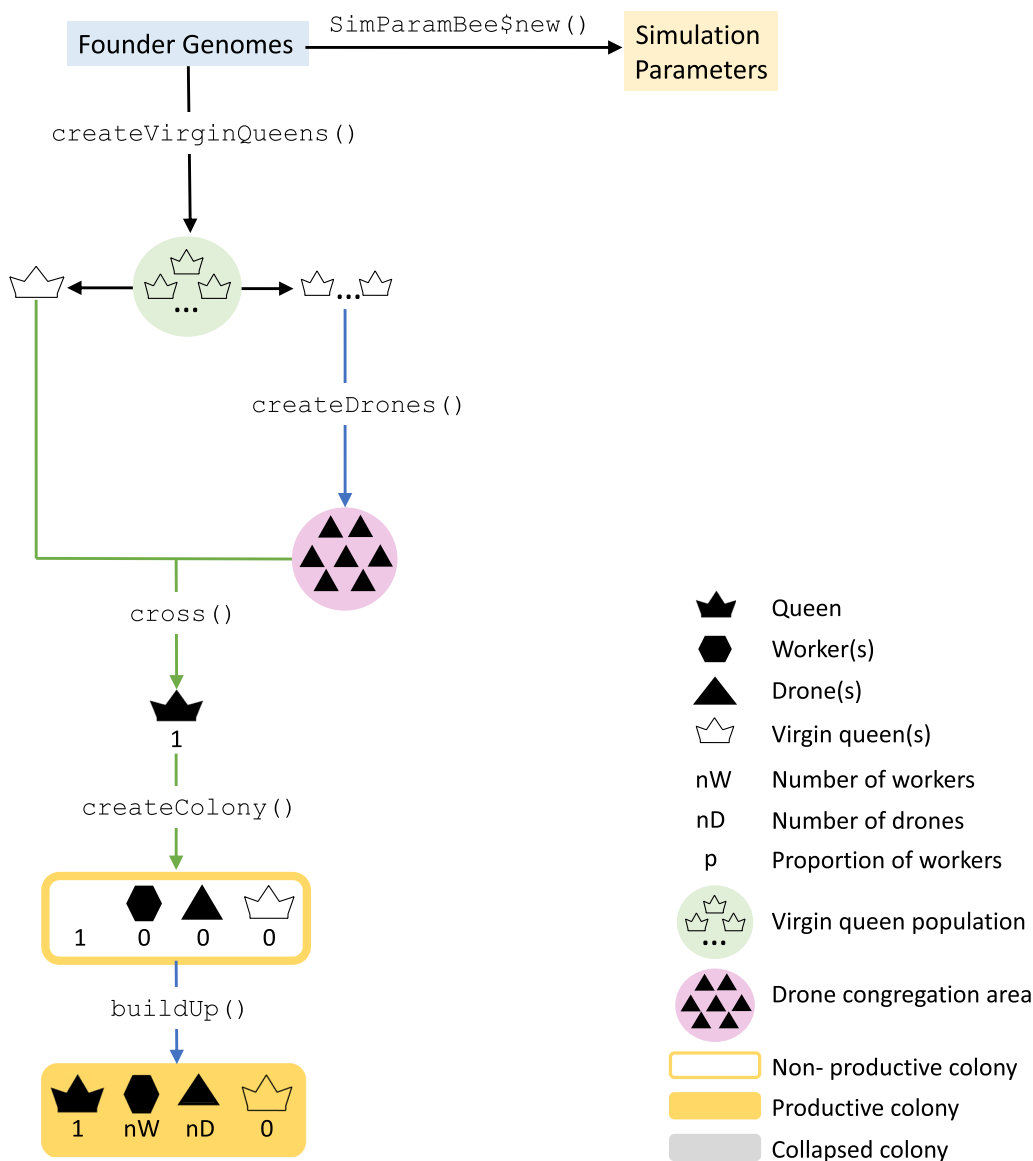 SimParamBee$new()
Founder Genomes
Simulation
Parameters
createVirginQueens()
...
...
createDrones()
cross()
1
createColony()
1 0 0 0
buildUp()
1 nW nD 0
Queen
Worker(s)
Drone(s)
Virgin queen(s)
nW Number of workers
nD Number of drones
p Proportion of workers
Virgin queen population
...
Drone congregation area
Non- productive colony
Productive colony
Collapsed colony